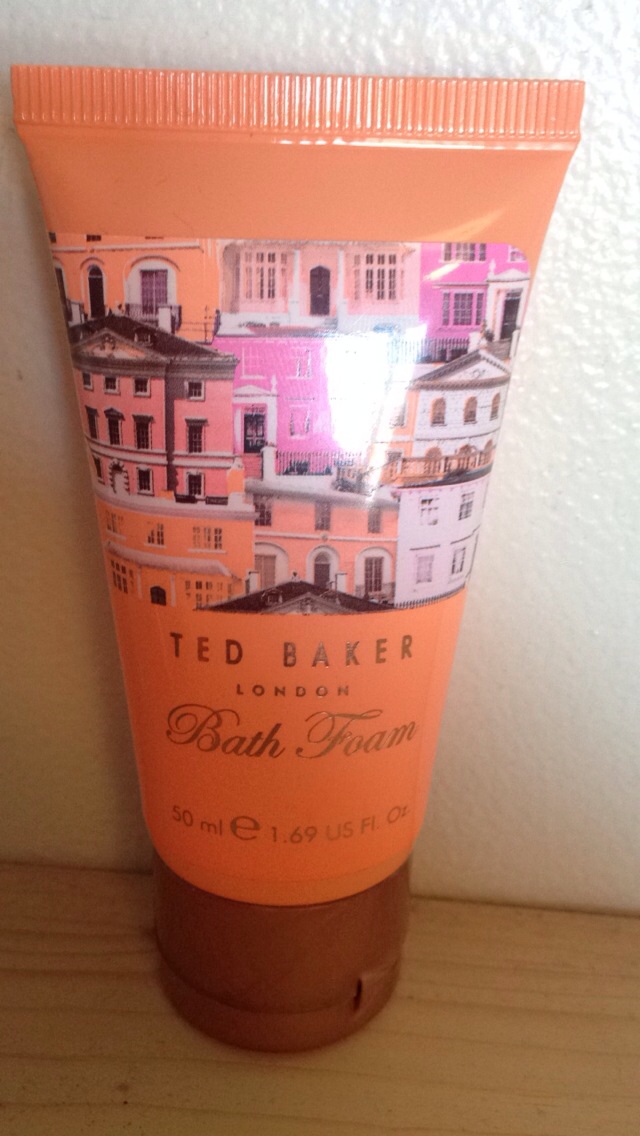 TED BAKER
LONDON
Bath Foam
50 ml e 1.69 US Fl. Oz.